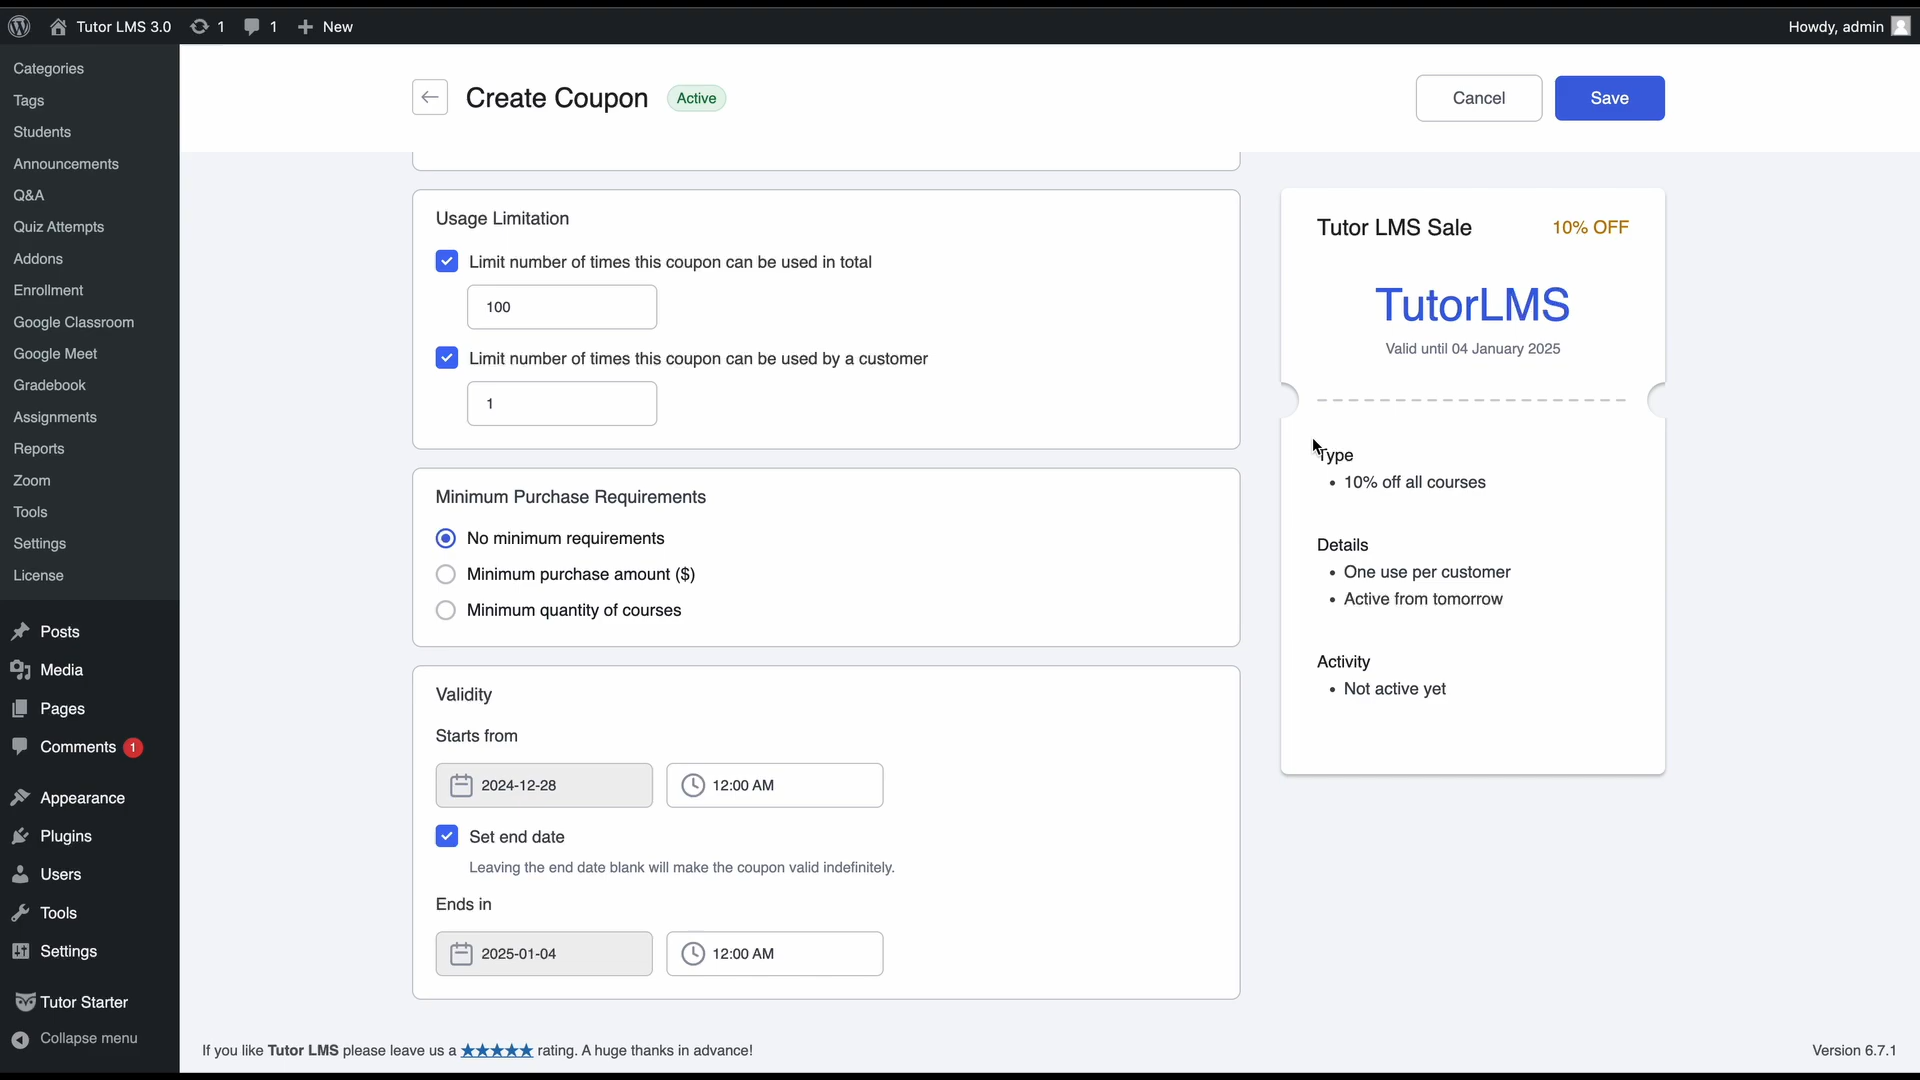 Tutor LMS 3.0 1 1 New Howdy, admin
Categories
Tags
Students
Announcements
Q&A
Quiz Attempts
Addons
Enrollment
Google Classroom
Google Meet
Gradebook
Assignments
Reports
Zoom
Tools
Settings
License
Posts
Media
Pages
Comments 1
Appearance
Plugins
Users
Tools
Settings
Tutor Starter
Collapse menu
Create Coupon Active
Cancel Save
Usage Limitation
Limit number of times this coupon can be used in total
100
Limit number of times this coupon can be used by a customer
1
Minimum Purchase Requirements
No minimum requirements
Minimum purchase amount ($)
Minimum quantity of courses
Validity
Starts from
2024-12-28 12:00 AM
Set end date
Leaving the end date blank will make the coupon valid indefinitely.
Ends in
2025-01-04 12:00 AM
Tutor LMS Sale 10% OFF
TutorLMS
Valid until 04 January 2025
Type
• 10% off all courses
Details
• One use per customer
• Active from tomorrow
Activity
• Not active yet
If you like Tutor LMS please leave us a ★★★★★ rating. A huge thanks in advance! Version 6.7.1